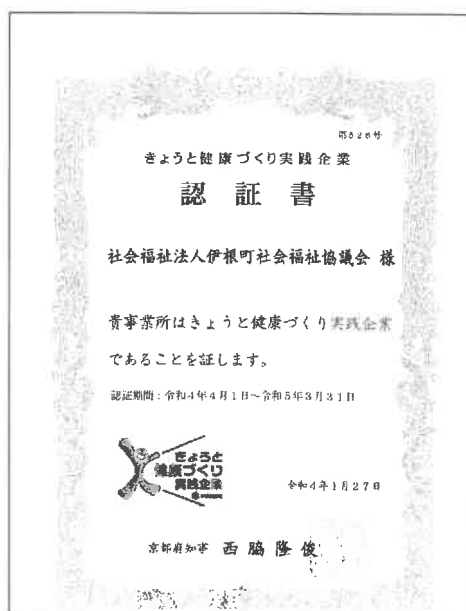 第826号
きょうと健康づくり実践企業
認証書
社会福祉法人伊根町社会福祉協議会 様
貴事業所はきょうと健康づくり実践企業
であることを証します。
認証期間：令和4年4月1日～令和5年3月31日
きょうと
健康づくり
実践企業
令和4年1月27日
京都府知事 西脇隆俊